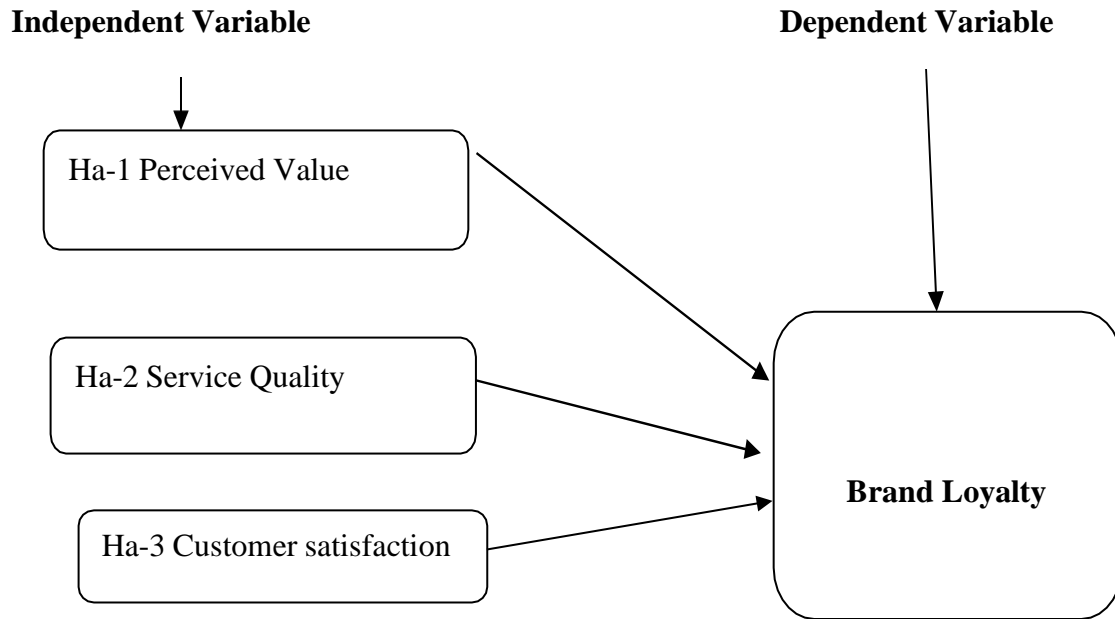 Independent Variable
Dependent Variable
Ha-1 Perceived Value
Ha-2 Service Quality
Ha-3 Customer satisfaction
Brand Loyalty